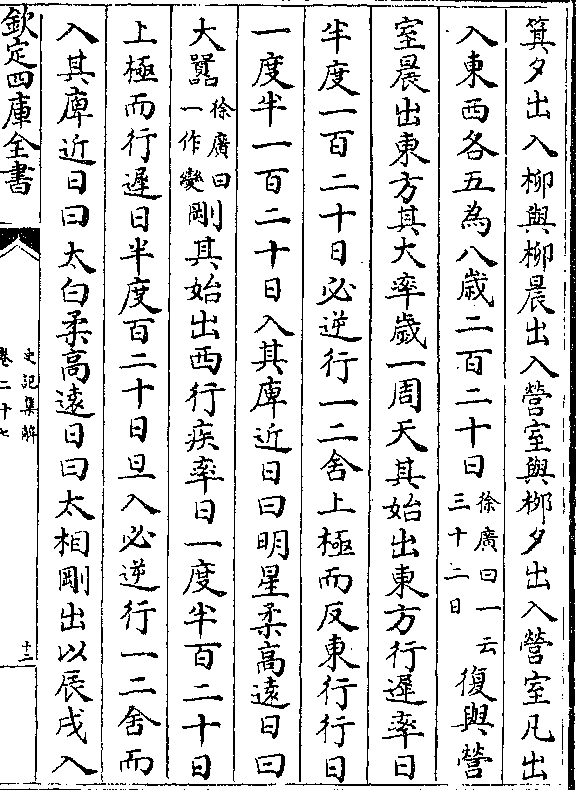 箕夕出入柳與柳晨出入營室與柳夕出入營室凡出
入東西各五為八歳二百二十日徐廣曰一云三十二日復與營
室晨出東方其大率歳一周天其始出東方行遲率日
半度一百二十日必逆行一二舎上極而反東行行日
一度半一百二十日入其庳近日曰明星柔高逺日曰
大囂徐廣曰一作變剛其始出西行疾率日一度半百二十日
上極而行遲日半度百二十日旦入必逆行一二舎而
入其庳近日曰太白柔高逺日曰太相剛出以辰戌入
欽定四庫全書
史記集解
卷二十七
十二